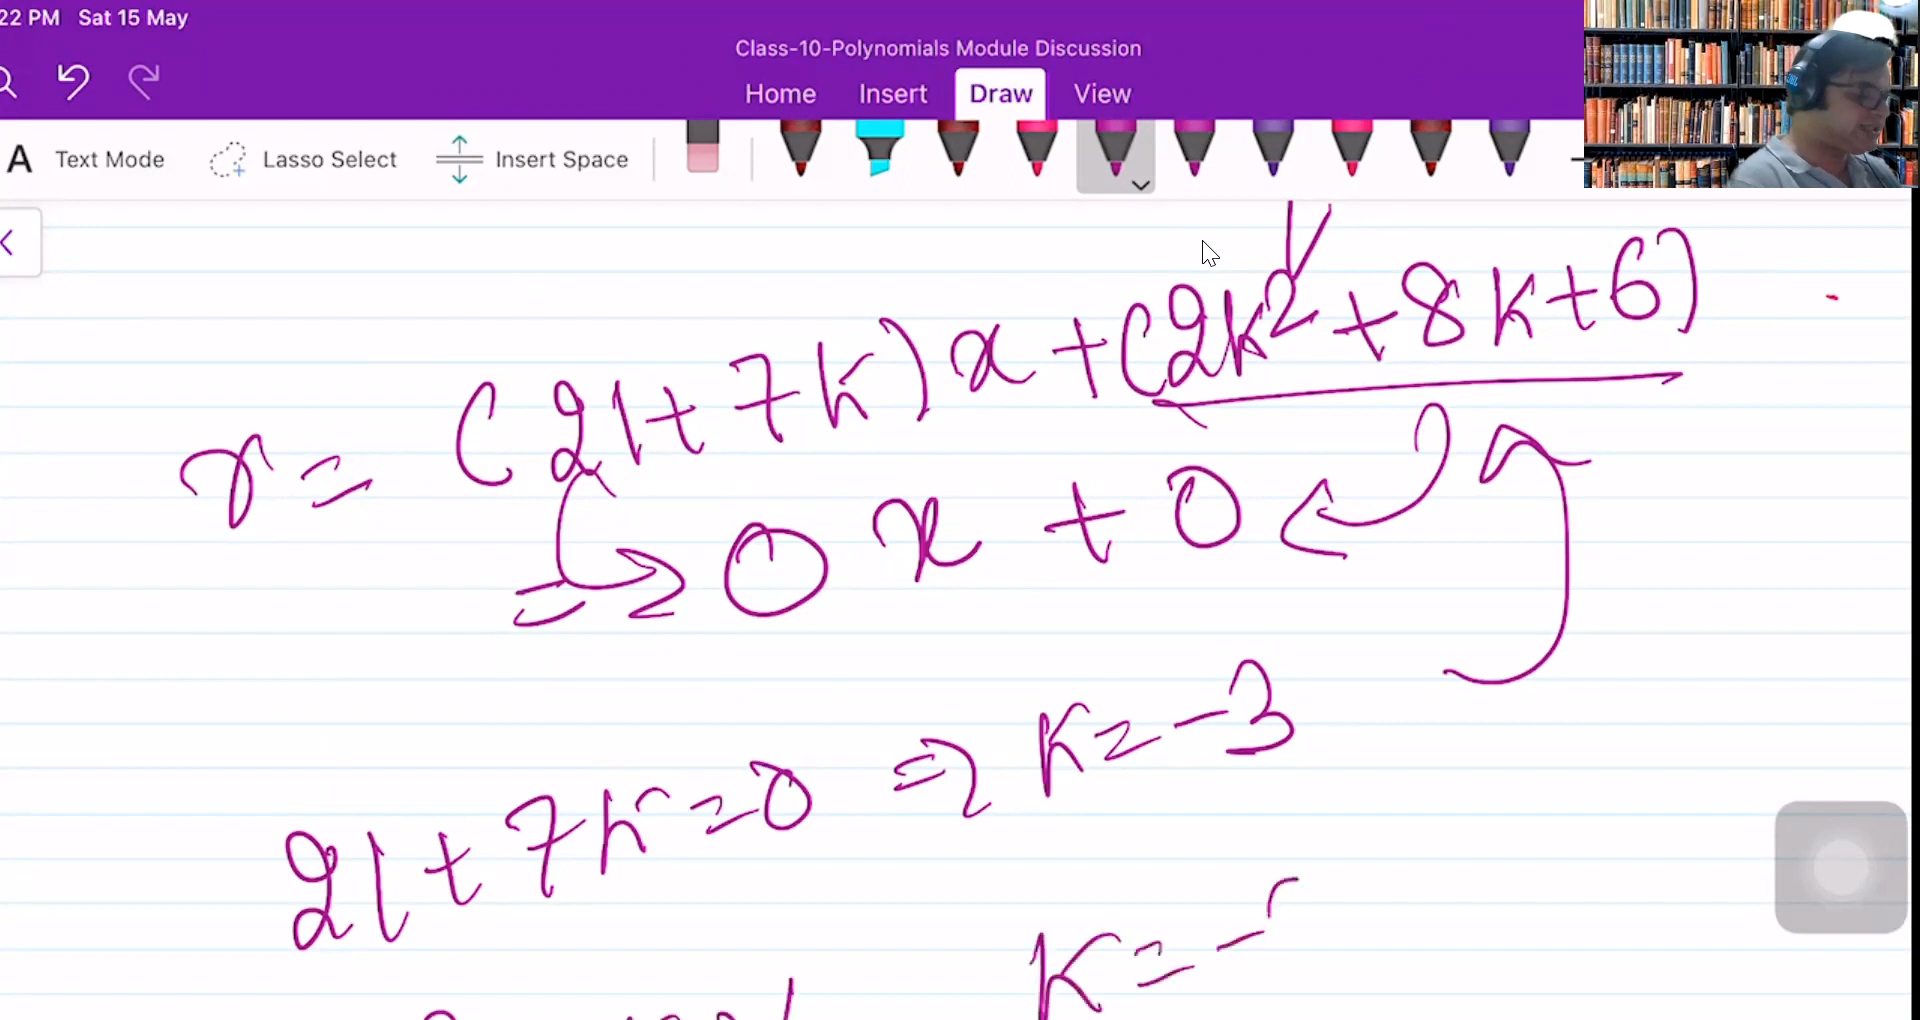 22 PM Sat 15 May
Class-10-Polynomials Module Discussion
Home Insert Draw View
A Text Mode Lasso Select Insert Space
r = (21+7k)x + (2k²+8k+6)
= 0x + 0
21+7k=0 ⇒ k=-3
k=-